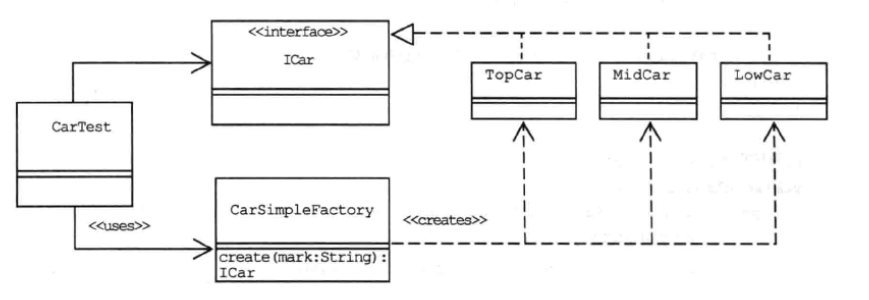 <<interface>>
ICar
TopCar
MidCar
LowCar
CarTest
<<uses>>
CarSimpleFactory
<<creates>>
create(mark:String):
ICar